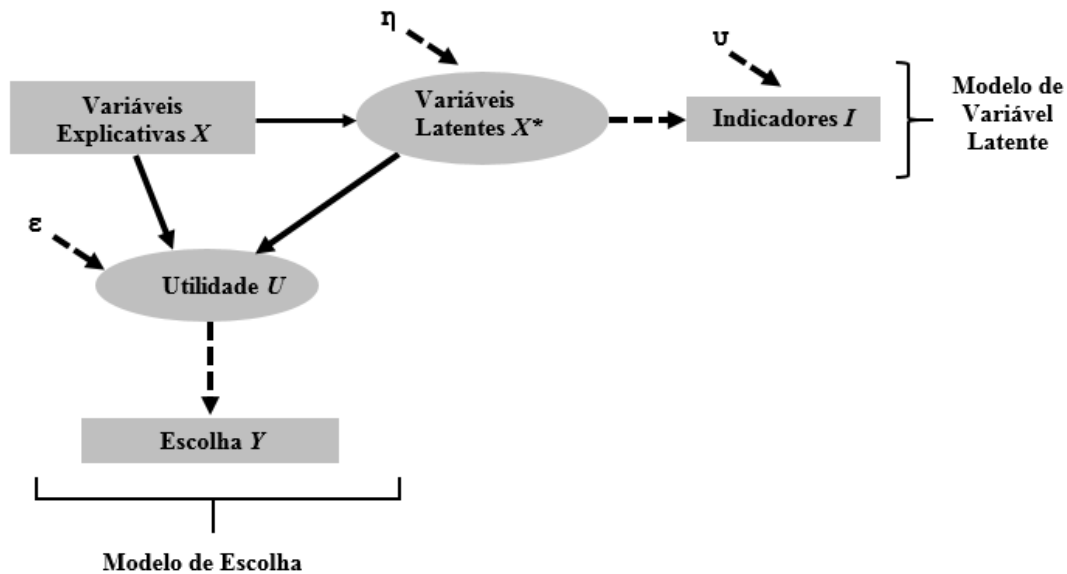 η
υ
Variáveis
Explicativas X
Variáveis
Latentes X*
Indicadores I
Modelo de
Variável
Latente
ε
Utilidade U
Escolha Y
Modelo de Escolha